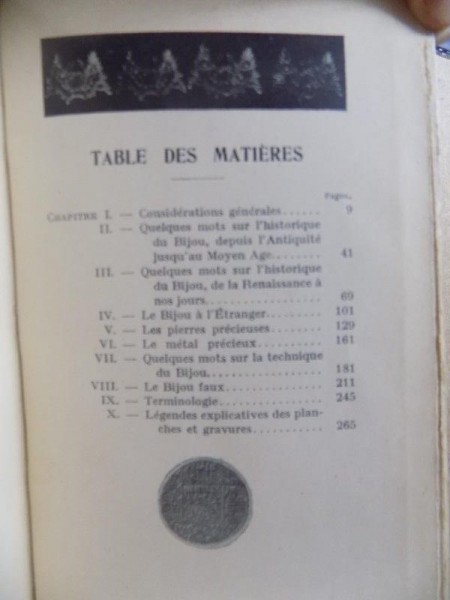 TABLE DES MATIÈRES
Pages.
CHAPITRE I. — Considérations générales...... 9
II. — Quelques mots sur l'historique
du Bijou, depuis l'Antiquité
jusqu'au Moyen Age........ 41
III. — Quelques mots sur l'historique
du Bijou, de la Renaissance à
nos jours.................... 69
IV. — Le Bijou à l'Étranger.......... 101
V. — Les pierres précieuses......... 129
VI. — Le métal précieux............ 161
VII. — Quelques mots sur la technique
du Bijou.................... 181
VIII. — Le Bijou faux................. 211
IX. — Terminologie................. 245
X. — Légendes explicatives des plan-
ches et gravures............ 265